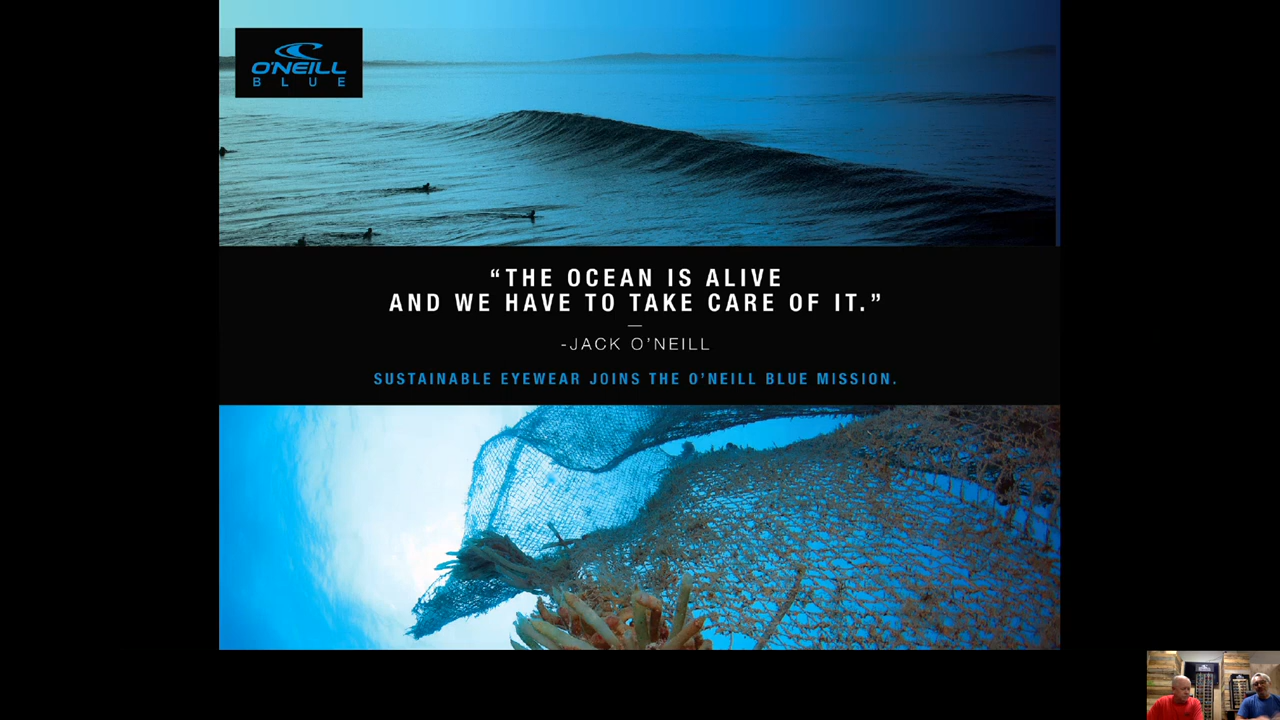 O'NEILL
BLUE
“THE OCEAN IS ALIVE
AND WE HAVE TO TAKE CARE OF IT.”
-JACK O’NEILL
SUSTAINABLE EYEWEAR JOINS THE O’NEILL BLUE MISSION.